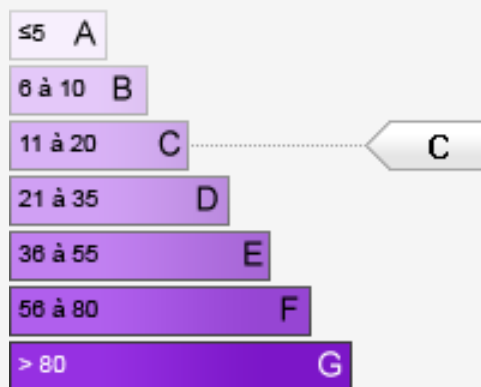 ≤5 A
6 à 10 B
11 à 20 C
C
21 à 35 D
36 à 55 E
56 à 80 F
> 80 G